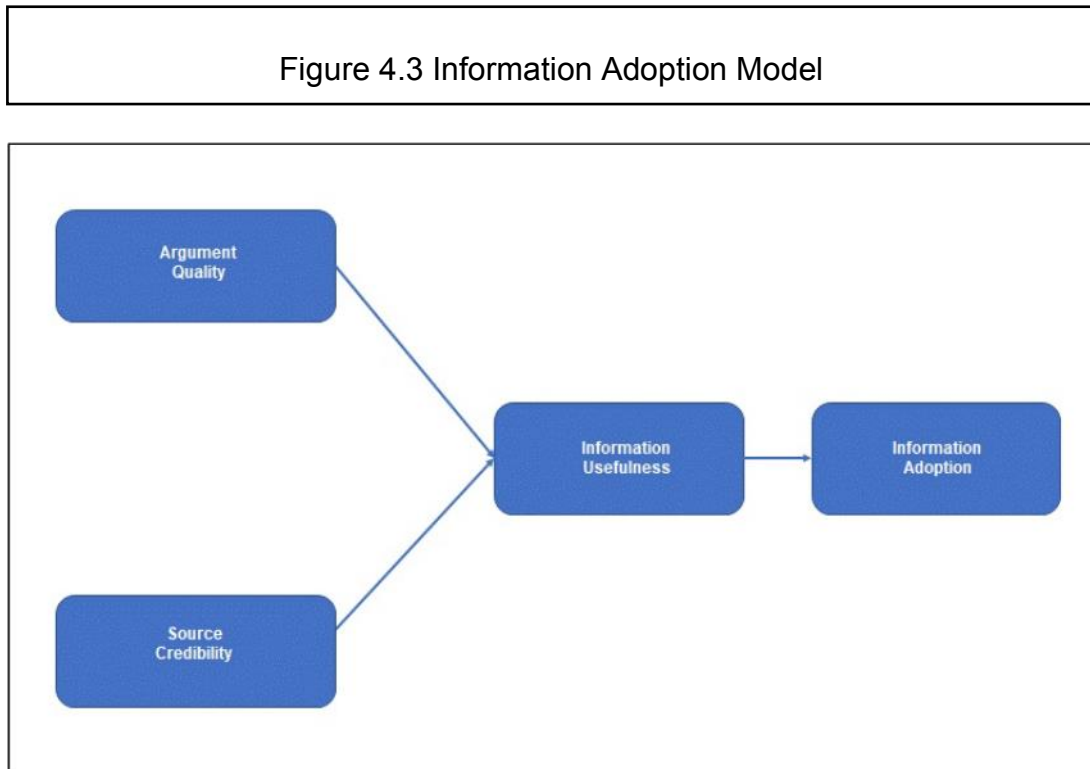 Figure 4.3 Information Adoption Model
Argument
Quality
Information
Usefulness
Information
Adoption
Source
Credibility